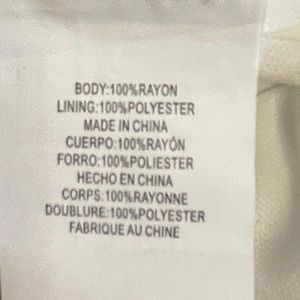 BODY:100%RAYON
LINING:100%POLYESTER
MADE IN CHINA
CUERPO:100%RAYÓN
FORRO:100%POLIESTER
HECHO EN CHINA
CORPS:100%RAYONNE
DOUBLURE:100%POLYESTER
FABRIQUE AU CHINE